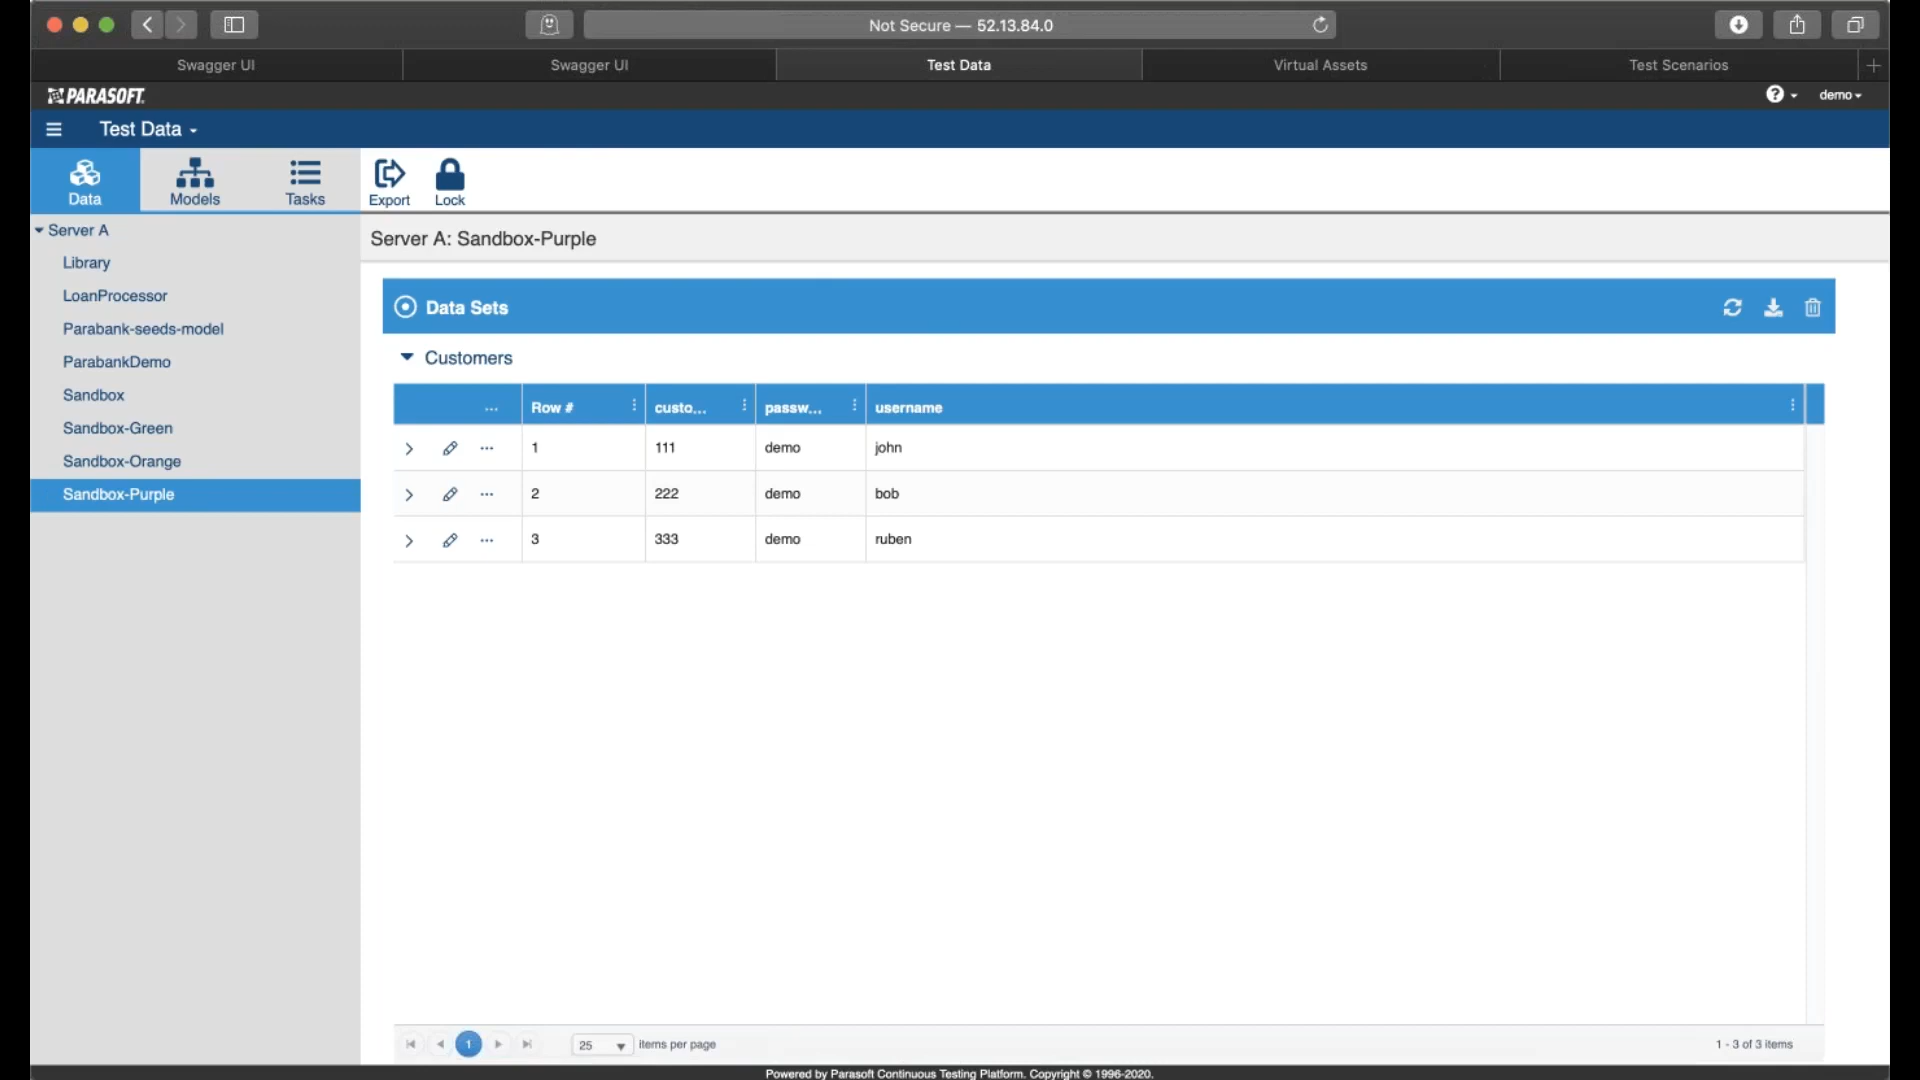 Not Secure — 52.13.84.0
Swagger UI
Swagger UI
Test Data
Virtual Assets
Test Scenarios
PARASOFT
demo
Test Data
Data
Models
Tasks
Export
Lock
Server A
Library
LoanProcessor
Parabank-seeds-model
ParabankDemo
Sandbox
Sandbox-Green
Sandbox-Orange
Sandbox-Purple
Server A: Sandbox-Purple
Data Sets
Customers
... Row # custo... passw... username
... 1 111 demo john
... 2 222 demo bob
... 3 333 demo ruben
1 25 items per page 1 - 3 of 3 items
Powered by Parasoft Continuous Testing Platform. Copyright © 1996-2020.